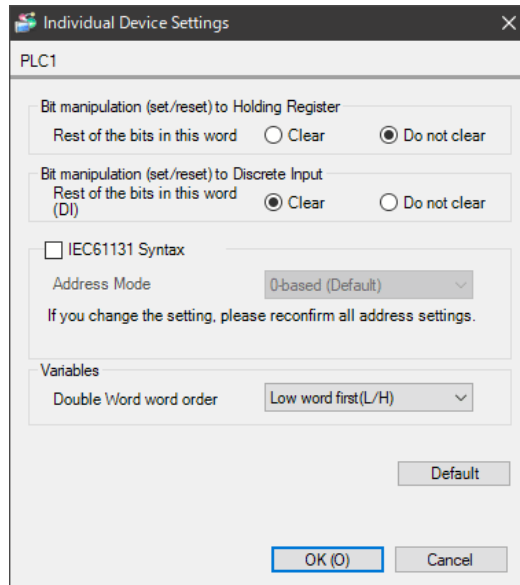 Individual Device Settings
PLC1
Bit manipulation (set/reset) to Holding Register
Rest of the bits in this word Clear Do not clear
Bit manipulation (set/reset) to Discrete Input
Rest of the bits in this word
(DI) Clear Do not clear
IEC61131 Syntax
Address Mode 0-based (Default)
If you change the setting, please reconfirm all address settings.
Variables
Double Word word order Low word first(L/H)
Default
OK (O) Cancel